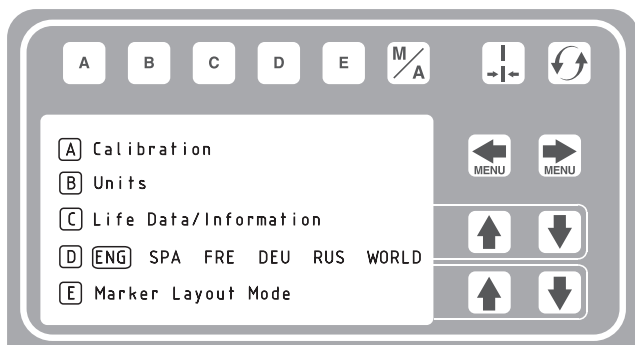 A B C D E M/A
A Calibration
MENU MENU
B Units
C Life Data/Information
D ENG SPA FRE DEU RUS WORLD
E Marker Layout Mode